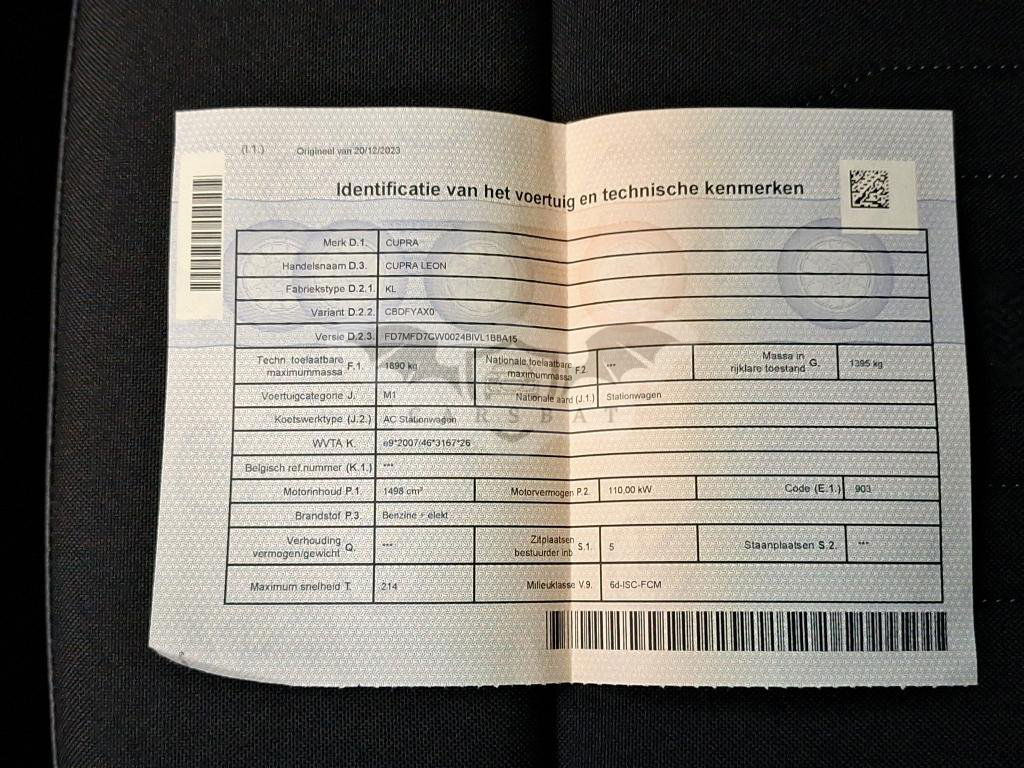 (I.1.) Origineel van 20/12/2023
Identificatie van het voertuig en technische kenmerken
Merk D.1. CUPRA
Handelsnaam D.3. CUPRA LEON
Fabriekstype D.2.1. KL
Variant D.2.2. CBDFYAX0
Versie D.2.3. FD7MFD7CW0024BIVL1BBA15
Techn. toelaatbare maximummassa F.1. 1890 kg Nationale toelaatbare maximummassa F.2. --- Massa in rijklare toestand G. 1395 kg
Voertuigcategorie J. M1 Nationale aard (J.1.) Stationwagen
Koetswerktype (J.2.) AC Stationwagen
CARSBAT
WVTA K. e9*2007/46*3167*26
Belgisch ref.nummer (K.1.) ---
Motorinhoud P.1. 1498 cm³ Motorvermogen P.2. 110,00 kW Code (E.1.) 903
Brandstof P.3. Benzine + elekt
Verhouding vermogen/gewicht Q. --- Zitplaatsen bestuurder inb S.1. 5 Staanplaatsen S.2. ---
Maximum snelheid T. 214 Milieuklasse V.9. 6d-ISC-FCM